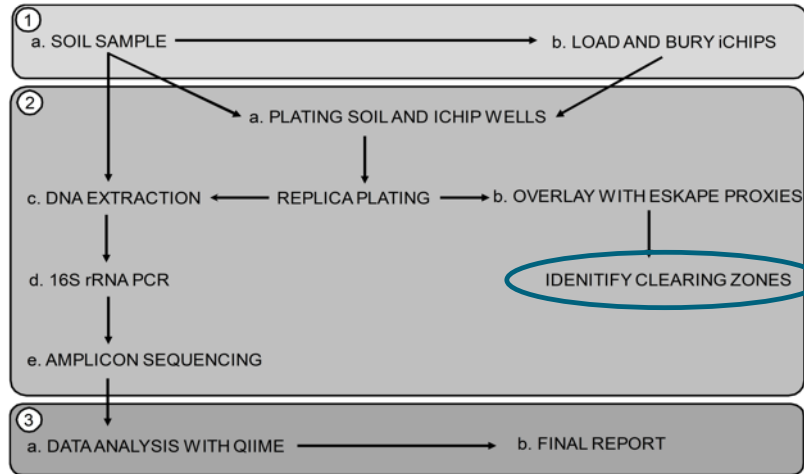 1
a. SOIL SAMPLE
b. LOAD AND BURY iCHIPS
2
a. PLATING SOIL AND ICHIP WELLS
c. DNA EXTRACTION
REPLICA PLATING
b. OVERLAY WITH ESKAPE PROXIES
d. 16S rRNA PCR
IDENITIFY CLEARING ZONES
e. AMPLICON SEQUENCING
3
a. DATA ANALYSIS WITH QIIME
b. FINAL REPORT